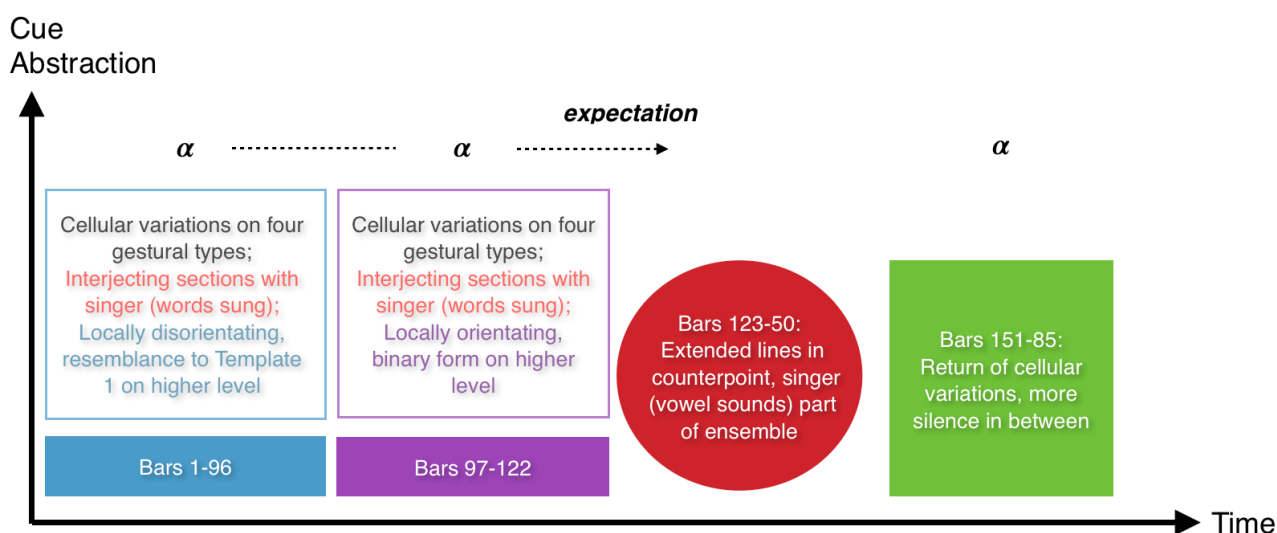 Cue
Abstraction
expectation
α
α
α
Cellular variations on four
gestural types;
Interjecting sections with
singer (words sung);
Locally disorientating,
resemblance to Template
1 on higher level
Cellular variations on four
gestural types;
Interjecting sections with
singer (words sung);
Locally orientating,
binary form on higher
level
Bars 123-50:
Extended lines in
counterpoint, singer
(vowel sounds) part
of ensemble
Bars 151-85:
Return of cellular
variations, more
silence in between
Bars 1-96
Bars 97-122
Time